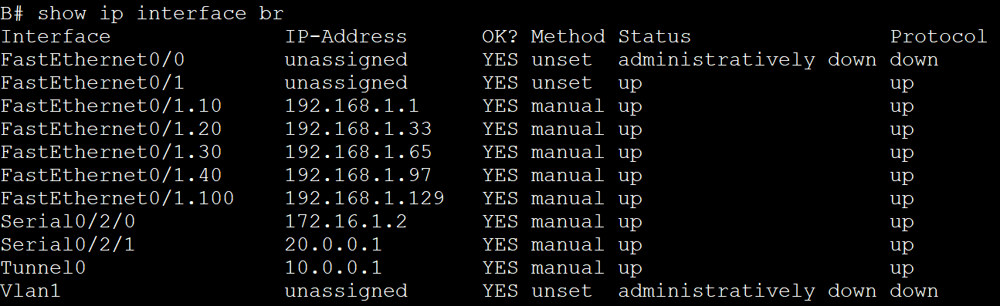 B# show ip interface br
Interface IP-Address OK? Method Status Protocol
FastEthernet0/0 unassigned YES unset administratively down down
FastEthernet0/1 unassigned YES unset up up
FastEthernet0/1.10 192.168.1.1 YES manual up up
FastEthernet0/1.20 192.168.1.33 YES manual up up
FastEthernet0/1.30 192.168.1.65 YES manual up up
FastEthernet0/1.40 192.168.1.97 YES manual up up
FastEthernet0/1.100 192.168.1.129 YES manual up up
Serial0/2/0 172.16.1.2 YES manual up up
Serial0/2/1 20.0.0.1 YES manual up up
Tunnel0 10.0.0.1 YES manual up up
Vlan1 unassigned YES unset administratively down down